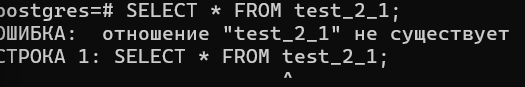 postgres=# SELECT * FROM test_2_1;
ОШИБКА:  отношение "test_2_1" не существует
СТРОКА 1: SELECT * FROM test_2_1;
^